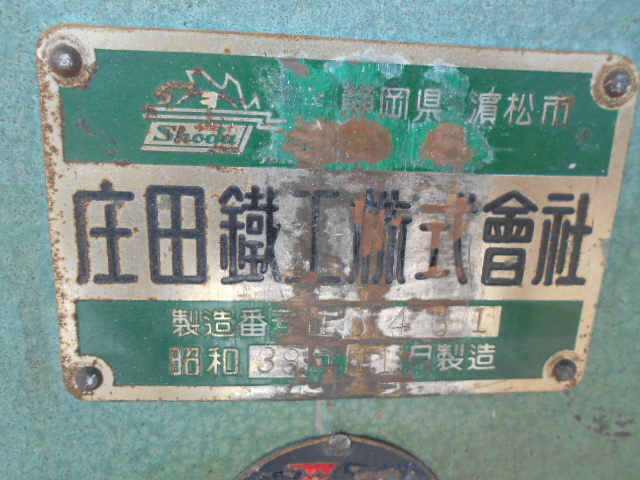 Shoda
静岡県 濱松市
庄田鐵工株式會社
製造番号
昭和 38年 月製造